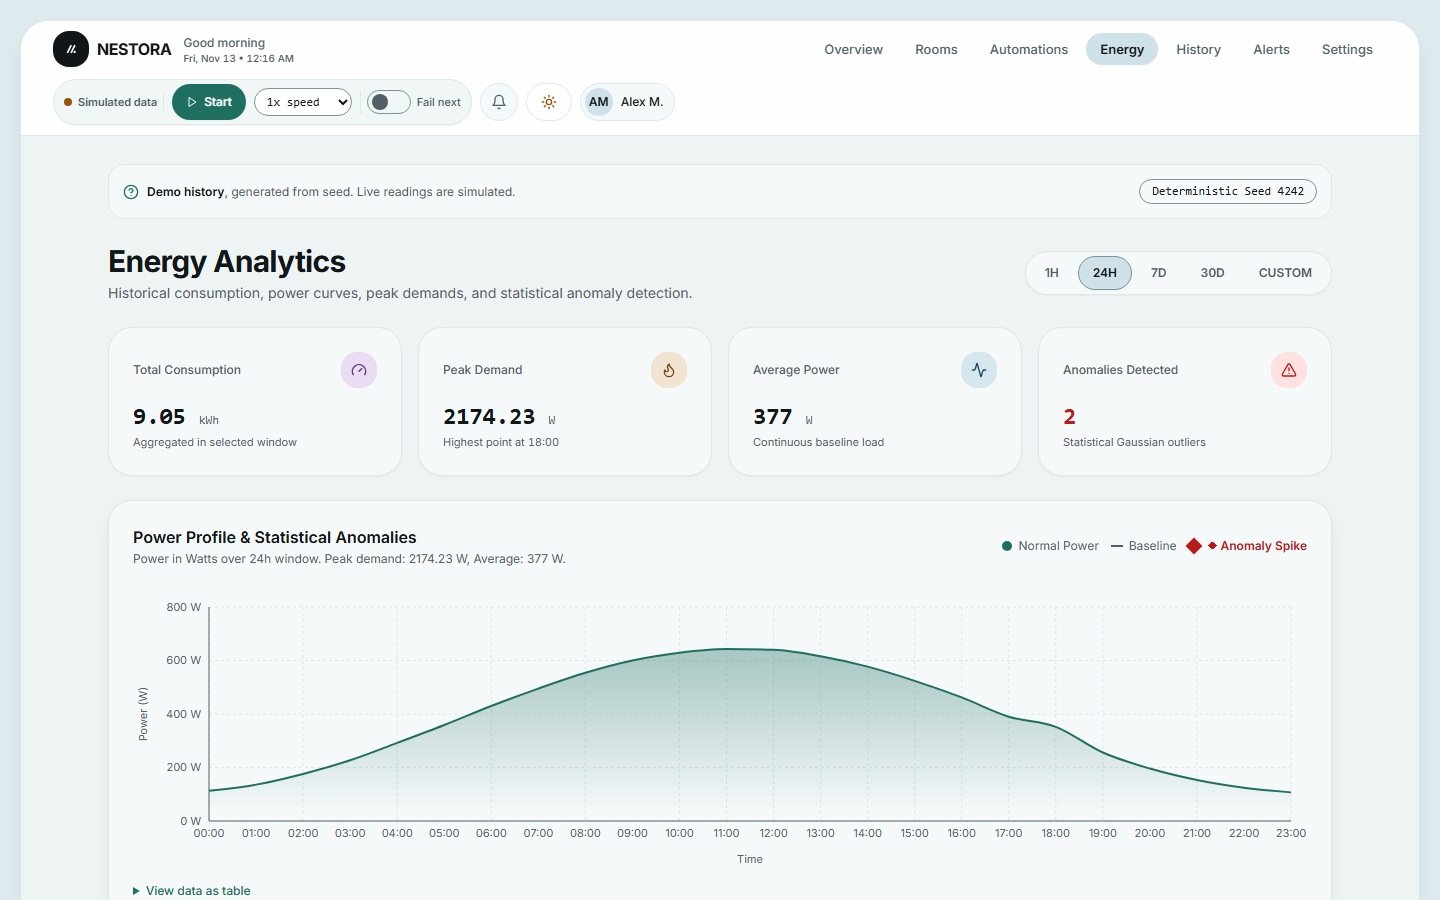 NESTORA
Good morning
Fri, Nov 13 • 12:16 AM
Overview
Rooms
Automations
Energy
History
Alerts
Settings
Simulated data
Start
1x speed
Fail next
AM
Alex M.
Demo history, generated from seed. Live readings are simulated.
Deterministic Seed 4242
Energy Analytics
Historical consumption, power curves, peak demands, and statistical anomaly detection.
1H
24H
7D
30D
CUSTOM
Total Consumption
9.05 kWh
Aggregated in selected window
Peak Demand
2174.23 W
Highest point at 18:00
Average Power
377 W
Continuous baseline load
Anomalies Detected
2
Statistical Gaussian outliers
Power Profile & Statistical Anomalies
Power in Watts over 24h window. Peak demand: 2174.23 W, Average: 377 W.
Normal Power
Baseline
Anomaly Spike
800 W
600 W
400 W
200 W
0 W
Power (W)
00:00 01:00 02:00 03:00 04:00 05:00 06:00 07:00 08:00 09:00 10:00 11:00 12:00 13:00 14:00 15:00 16:00 17:00 18:00 19:00 20:00 21:00 22:00 23:00
Time
View data as table